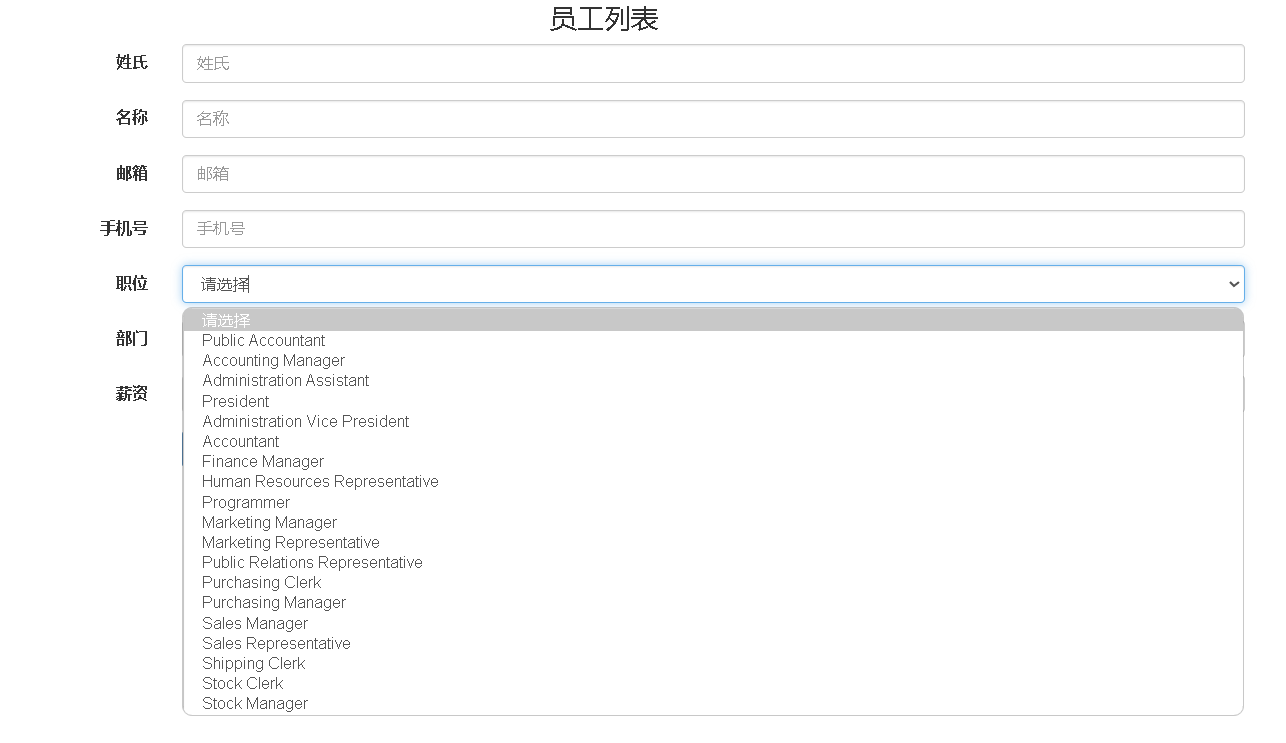 员工列表
姓氏 姓氏
名称 名称
邮箱 邮箱
手机号 手机号
职位 请选择
请选择
部门 Public Accountant
Accounting Manager
Administration Assistant
薪资 President
Administration Vice President
Accountant
Finance Manager
Human Resources Representative
Programmer
Marketing Manager
Marketing Representative
Public Relations Representative
Purchasing Clerk
Purchasing Manager
Sales Manager
Sales Representative
Shipping Clerk
Stock Clerk
Stock Manager